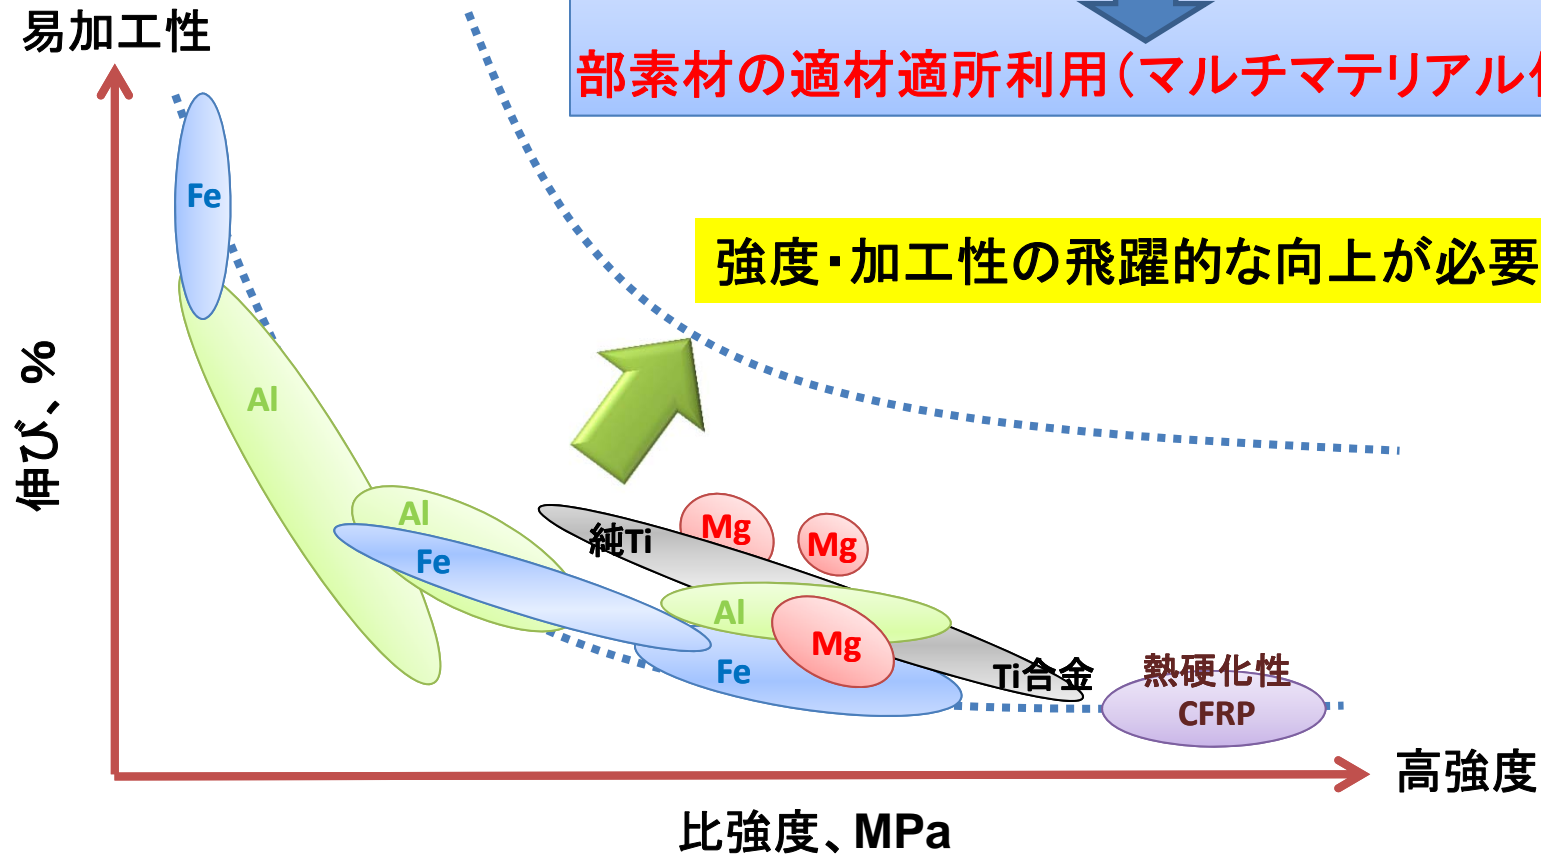 易加工性
部素材の適材適所利用（マルチマテリアル化
強度・加工性の飛躍的な向上が必要
伸び、%
Fe
Al
Al
Fe
純Ti
Mg
Mg
Al
Mg
Fe
Ti合金
熱硬化性
CFRP
高強度
比強度、MPa